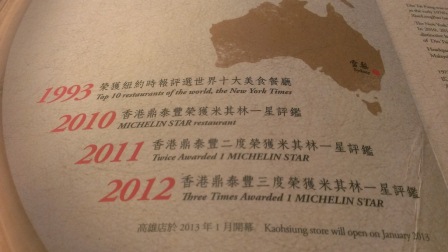 1993 榮獲紐約時報評選世界十大美食餐廳
Top 10 restaurants of the world, the New York Times
2010 香港鼎泰豐榮獲米其林一星評鑑
MICHELIN STAR restaurant
2011 香港鼎泰豐二度榮獲米其林一星評鑑
Twice Awarded 1 MICHELIN STAR
2012 香港鼎泰豐三度榮獲米其林一星評鑑
Three Times Awarded 1 MICHELIN STAR
高雄店於 2013 年 1 月開幕. Kaohsiung store will open on January 2013